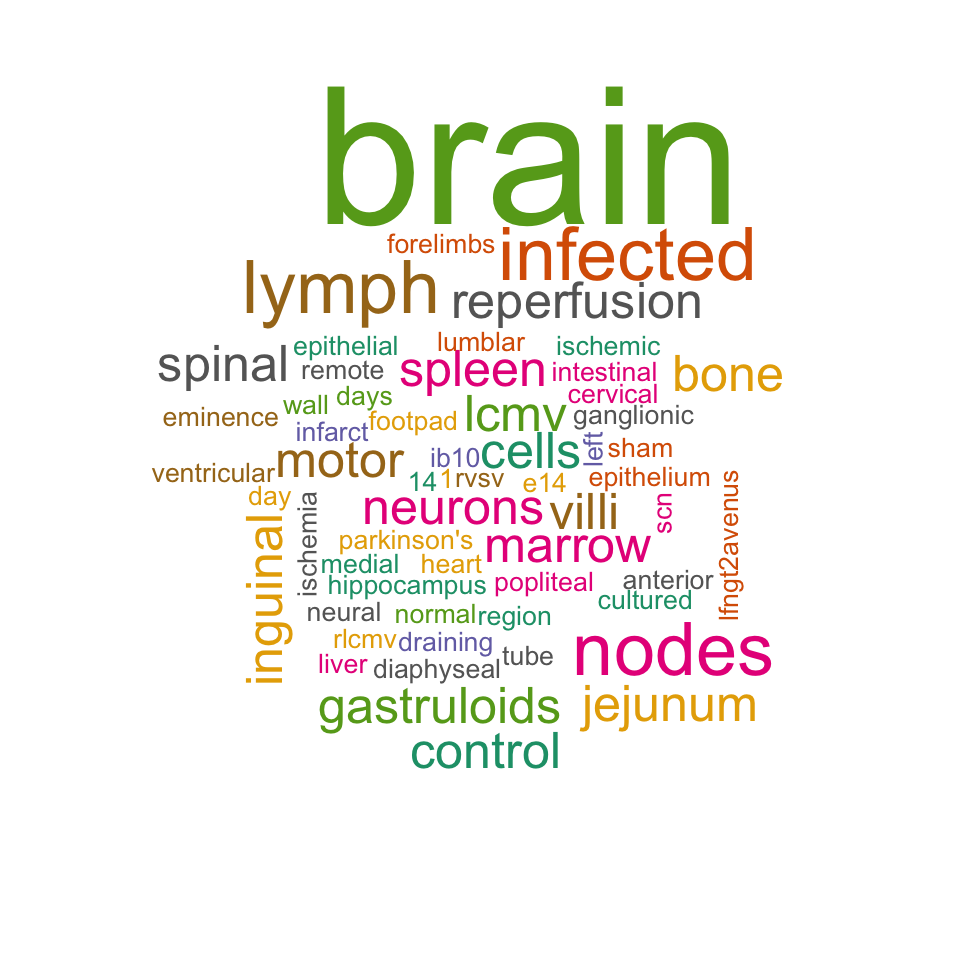 brain
forelimbs infected
lymph reperfusion
epithelial lumblar ischemic
spinal remote spleen intestinal bone
eminence wall days footpad lcmv cervical ganglionic
infarct
motor ib10 cells left sham
ventricular 14 1 rvsv e14 epithelium
day ischemia neurons villi scn lfngt2avenus
inguinal parkinson's marrow
medial heart
hippocampus popliteal anterior
neural normal region cultured
rlcmv draining nodes
liver diaphyseal tube
gastruloids jejunum
control